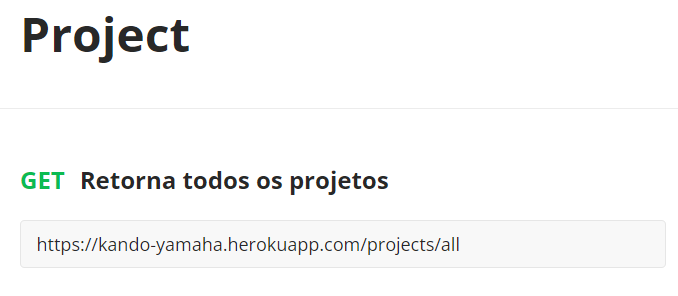 Project
GET Retorna todos os projetos
https://kando-yamaha.herokuapp.com/projects/all